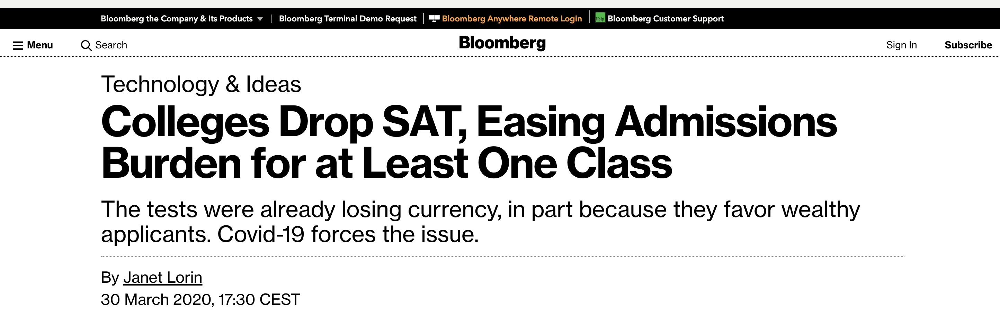 Bloomberg the Company & Its Products
Bloomberg Terminal Demo Request
Bloomberg Anywhere Remote Login
Help
Bloomberg Customer Support
Menu
Search
Bloomberg
Sign In
Subscribe
Technology & Ideas
Colleges Drop SAT, Easing Admissions
Burden for at Least One Class
The tests were already losing currency, in part because they favor wealthy
applicants. Covid-19 forces the issue.
By Janet Lorin
30 March 2020, 17:30 CEST